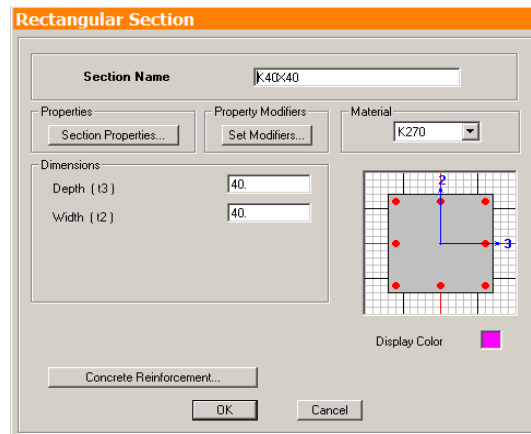 Rectangular Section
Section Name K40X40
Properties Property Modifiers Material
Section Properties... Set Modifiers... K270
Dimensions
Depth ( t3 ) 40.
Width ( t2 ) 40.
2
3
Display Color
Concrete Reinforcement...
OK Cancel